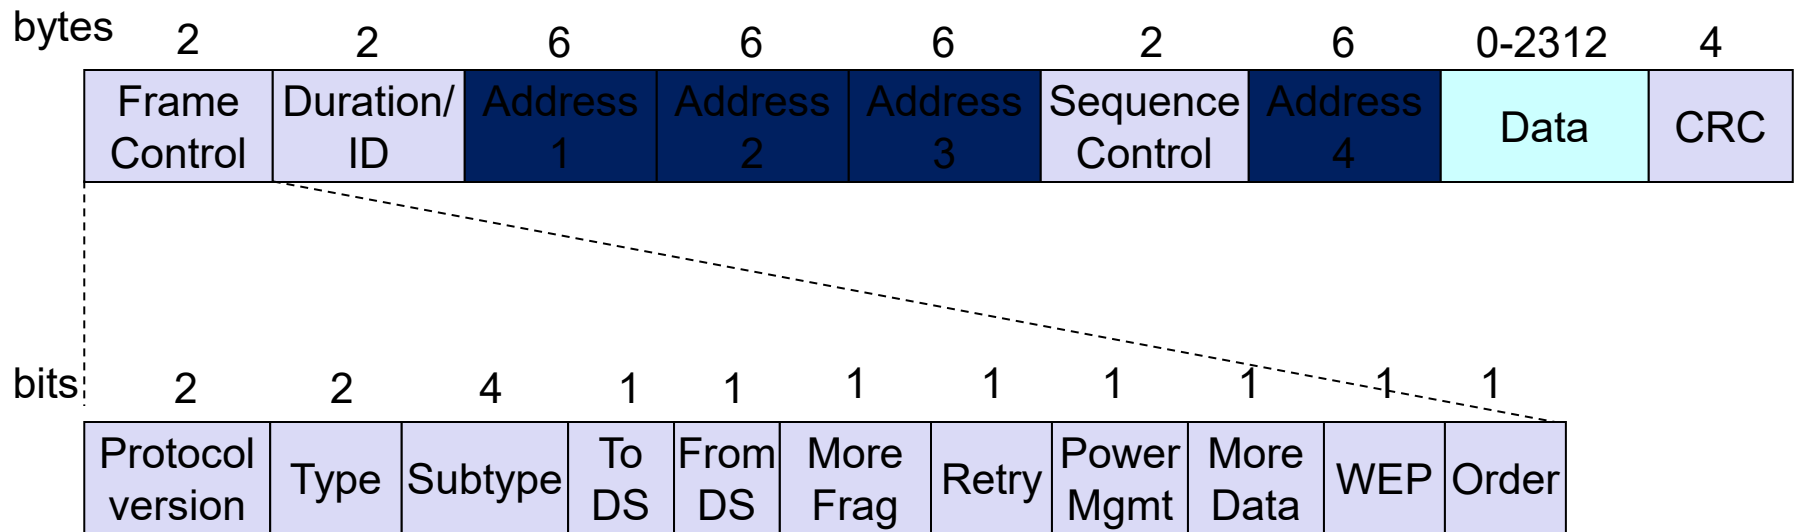 bytes 2 2 6 6 6 2 6 0-2312 4
Frame Control Duration/ ID Address 1 Address 2 Address 3 Sequence Control Address 4 Data CRC
bits 2 2 4 1 1 1 1 1 1 1 1
Protocol version Type Subtype To DS From DS More Frag Retry Power Mgmt More Data WEP Order